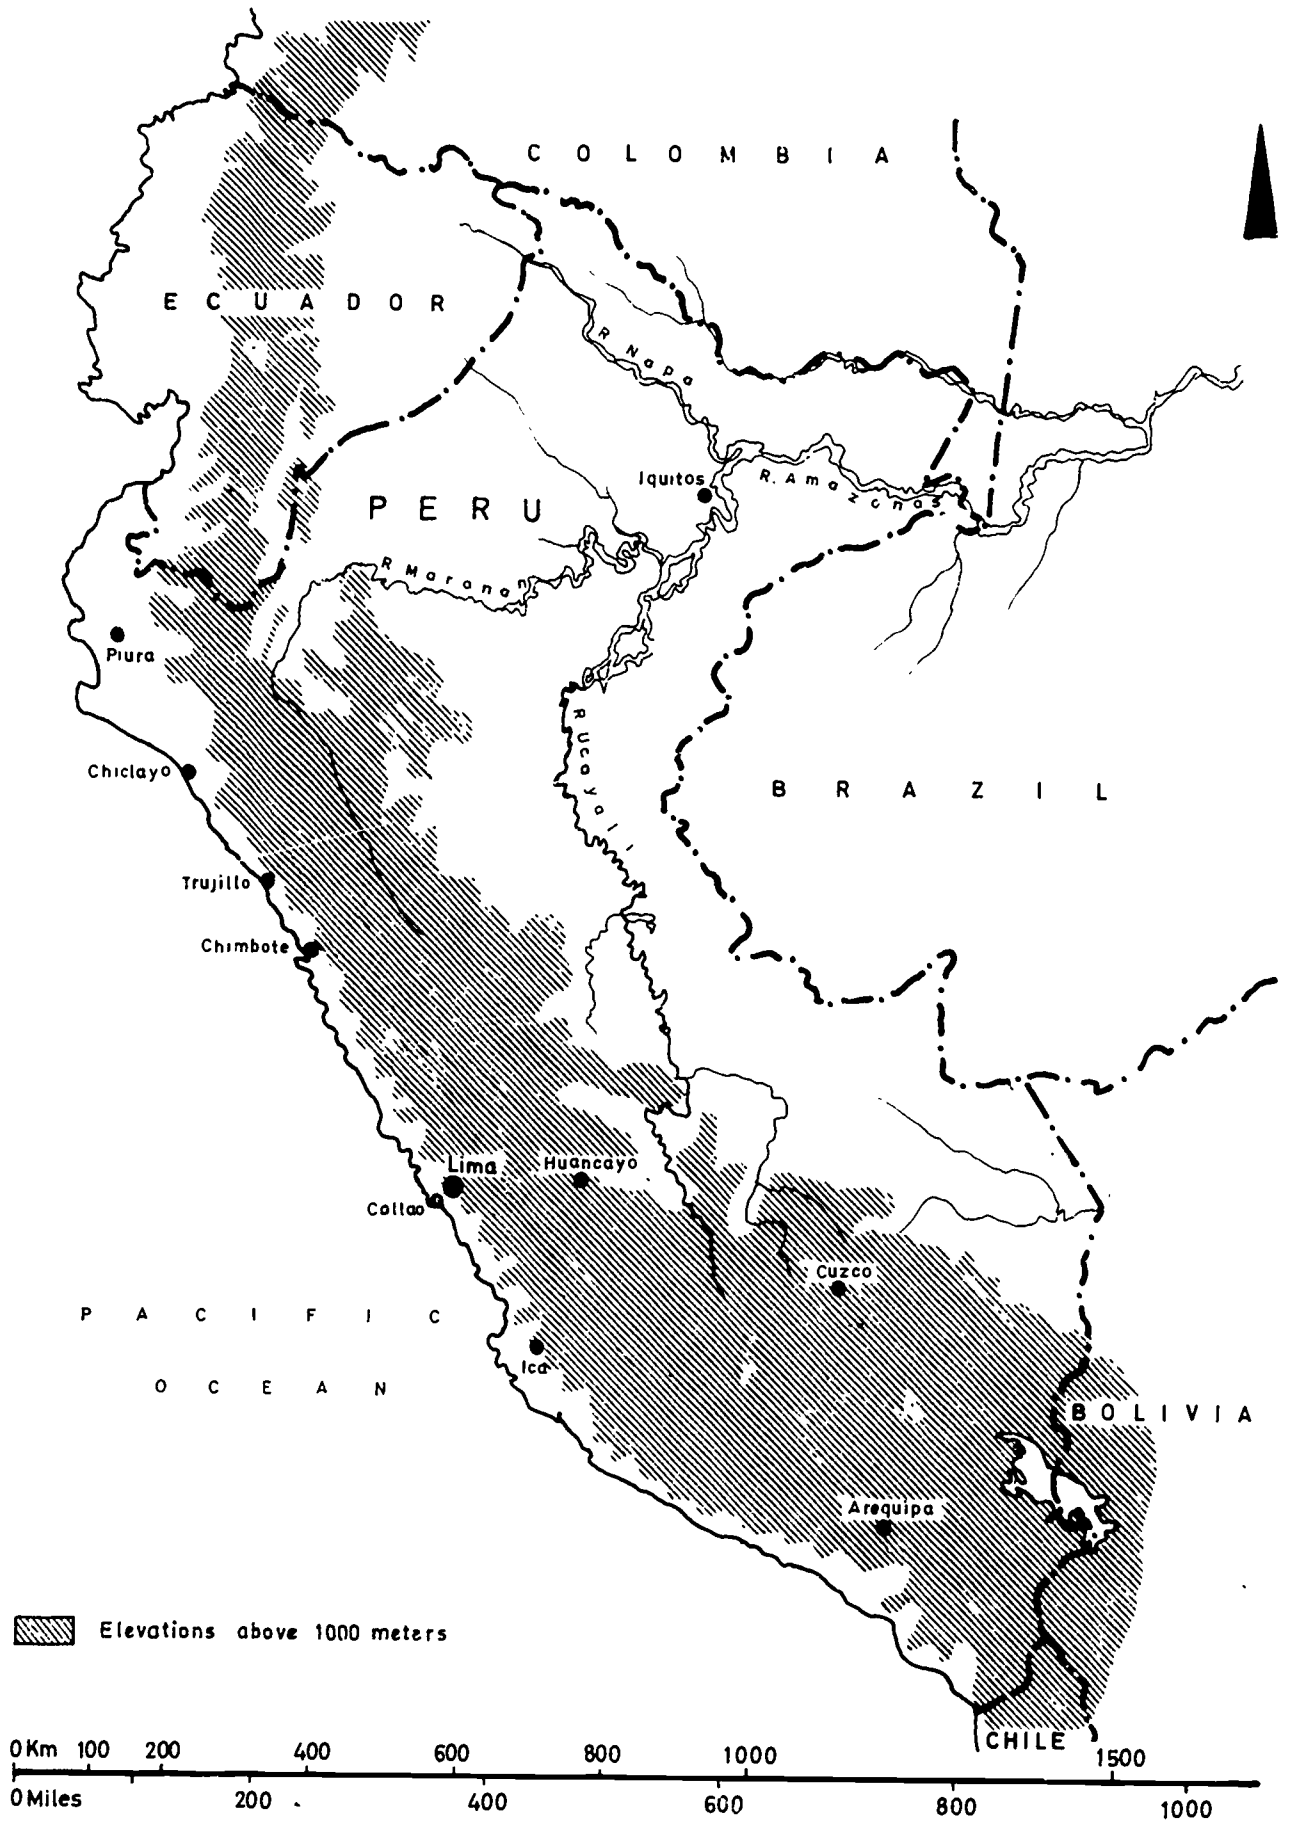 COLOMBIA
ECUADOR
R Napa
Iquitos
R. Amazonas
PERU
R Maronan
Piura
R Ucayali
Chiclayo
BRAZIL
Trujillo
Chimbote
Lima
Huancayo
Callao
Cuzco
PACIFIC
OCEAN
Ica
BOLIVIA
Arequipa
Elevations above 1000 meters
CHILE
0 Km 100 200 400 600 800 1000 1500
0 Miles 200 400 600 800 1000